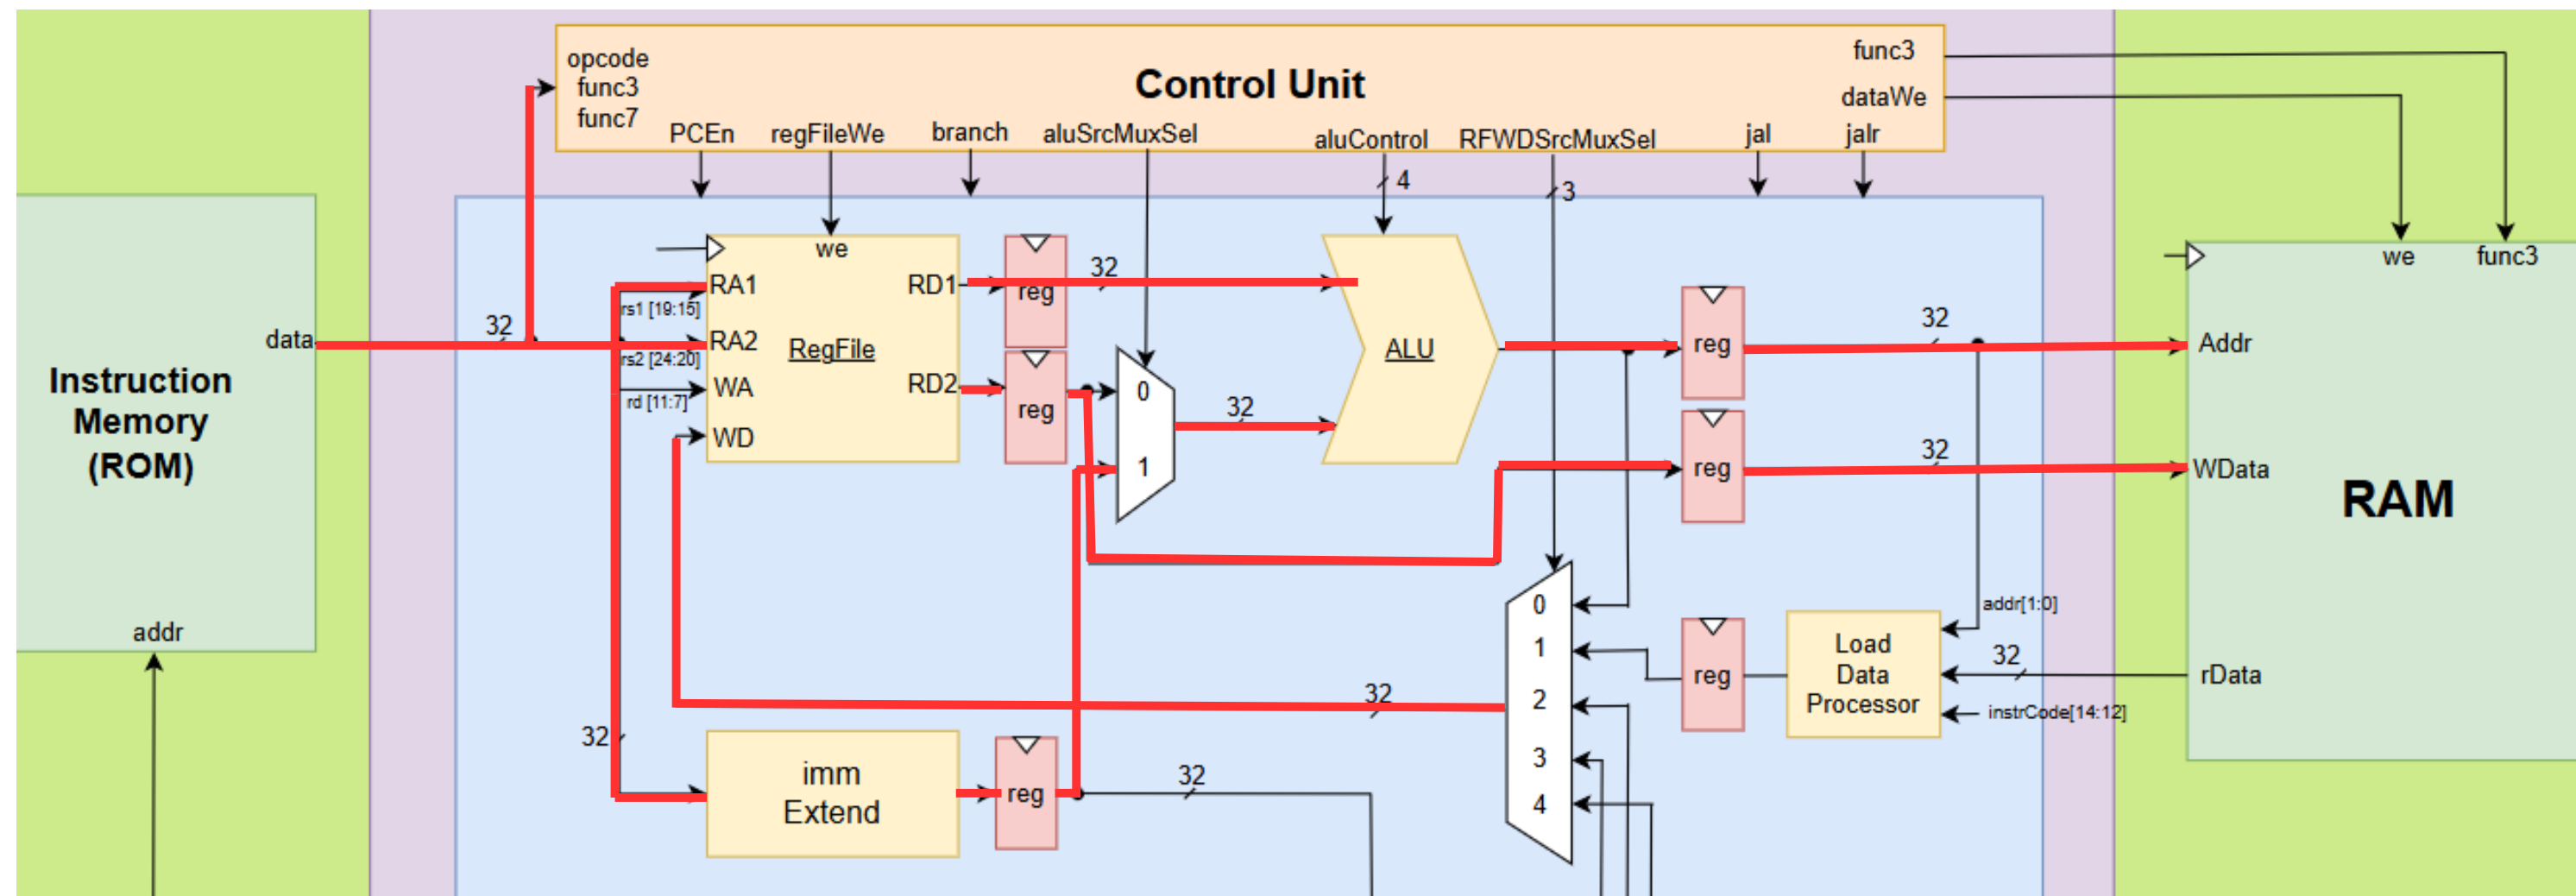 opcode
func3
func7
Control Unit
func3
dataWe
PCEn
regFileWe
branch
aluSrcMuxSel
aluControl
RFWDSrcMuxSel
jal
jalr
4
3
we
RA1
rs1 [19:15]
RA2
rs2 [24:20]
WA
rd [11:7]
WD
RegFile
RD1
RD2
reg
reg
32
0
1
32
ALU
reg
32
reg
32
we
func3
Addr
WData
RAM
rData
data
32
Instruction
Memory
(ROM)
addr
32
imm
Extend
reg
32
32
0
1
2
3
4
reg
Load
Data
Processor
addr[1:0]
32
instrCode[14:12]